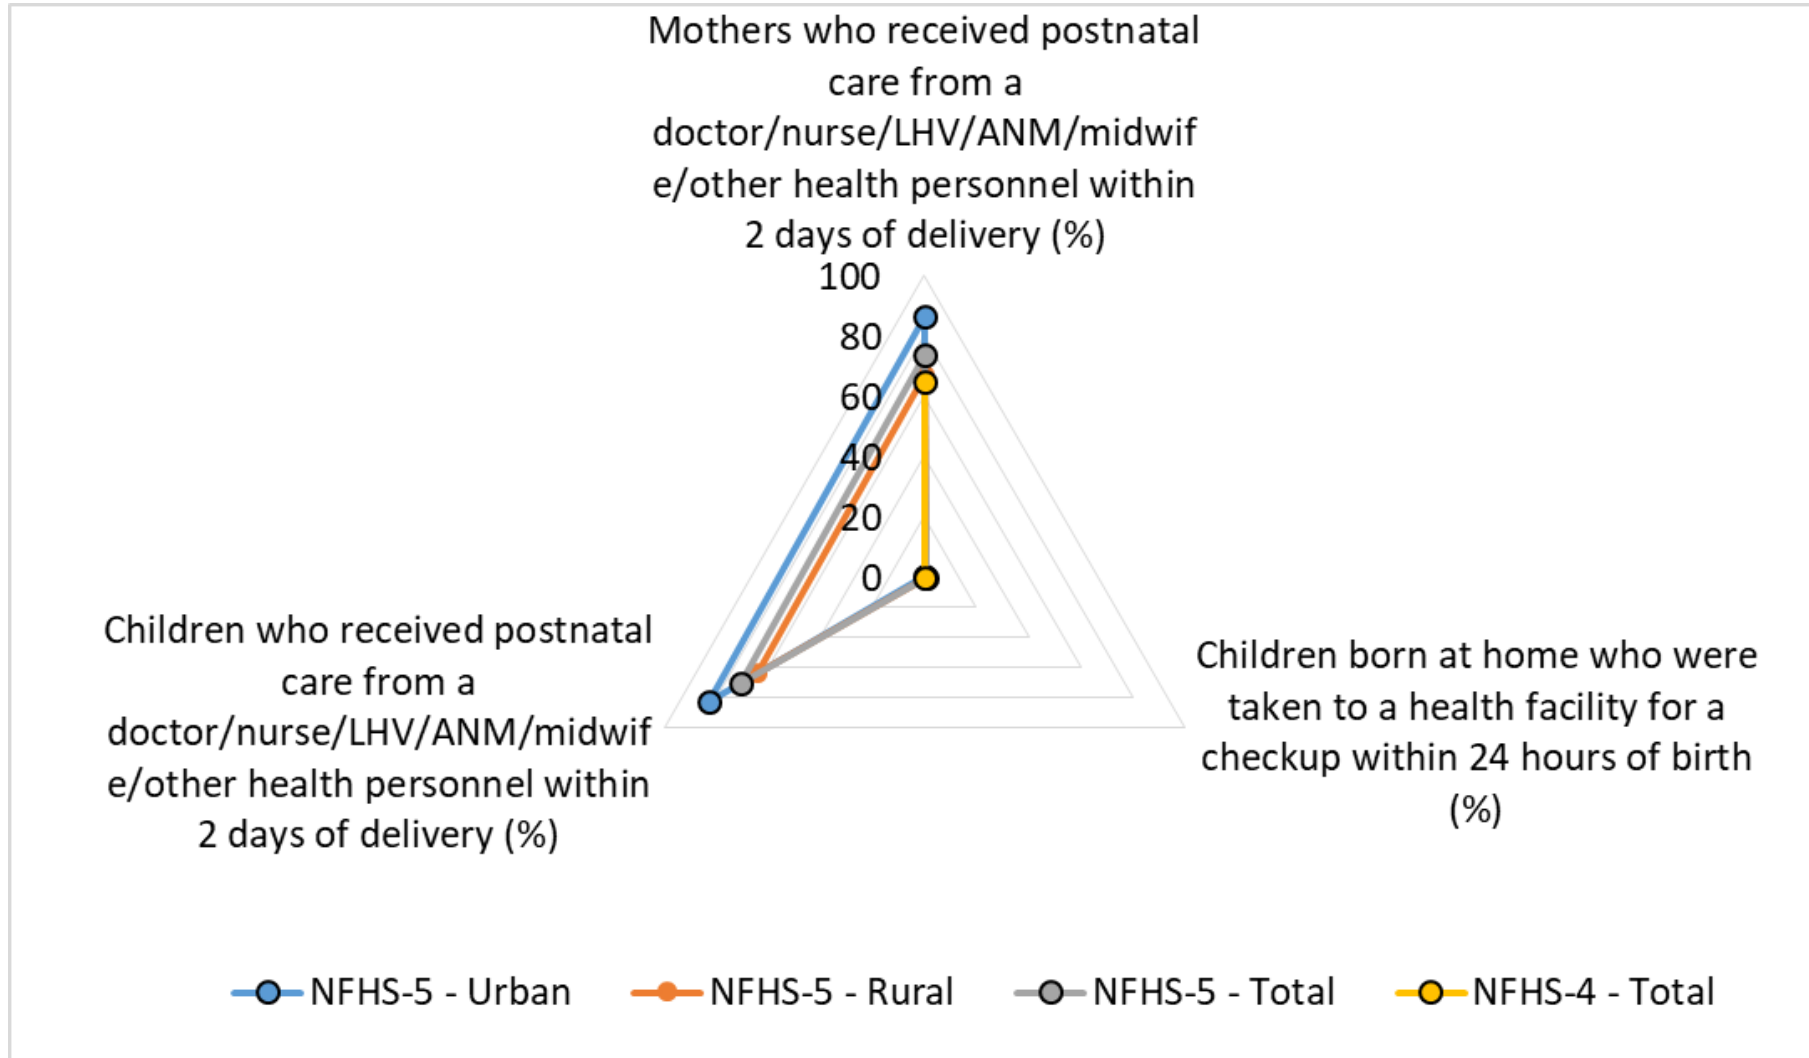 Mothers who received postnatal
care from a
doctor/nurse/LHV/ANM/midwif
e/other health personnel within
2 days of delivery (%)
100
80
60
40
20
0
Children who received postnatal
care from a
doctor/nurse/LHV/ANM/midwif
e/other health personnel within
2 days of delivery (%)
Children born at home who were
taken to a health facility for a
checkup within 24 hours of birth
(%)
NFHS-5 - Urban
NFHS-5 - Rural
NFHS-5 - Total
NFHS-4 - Total